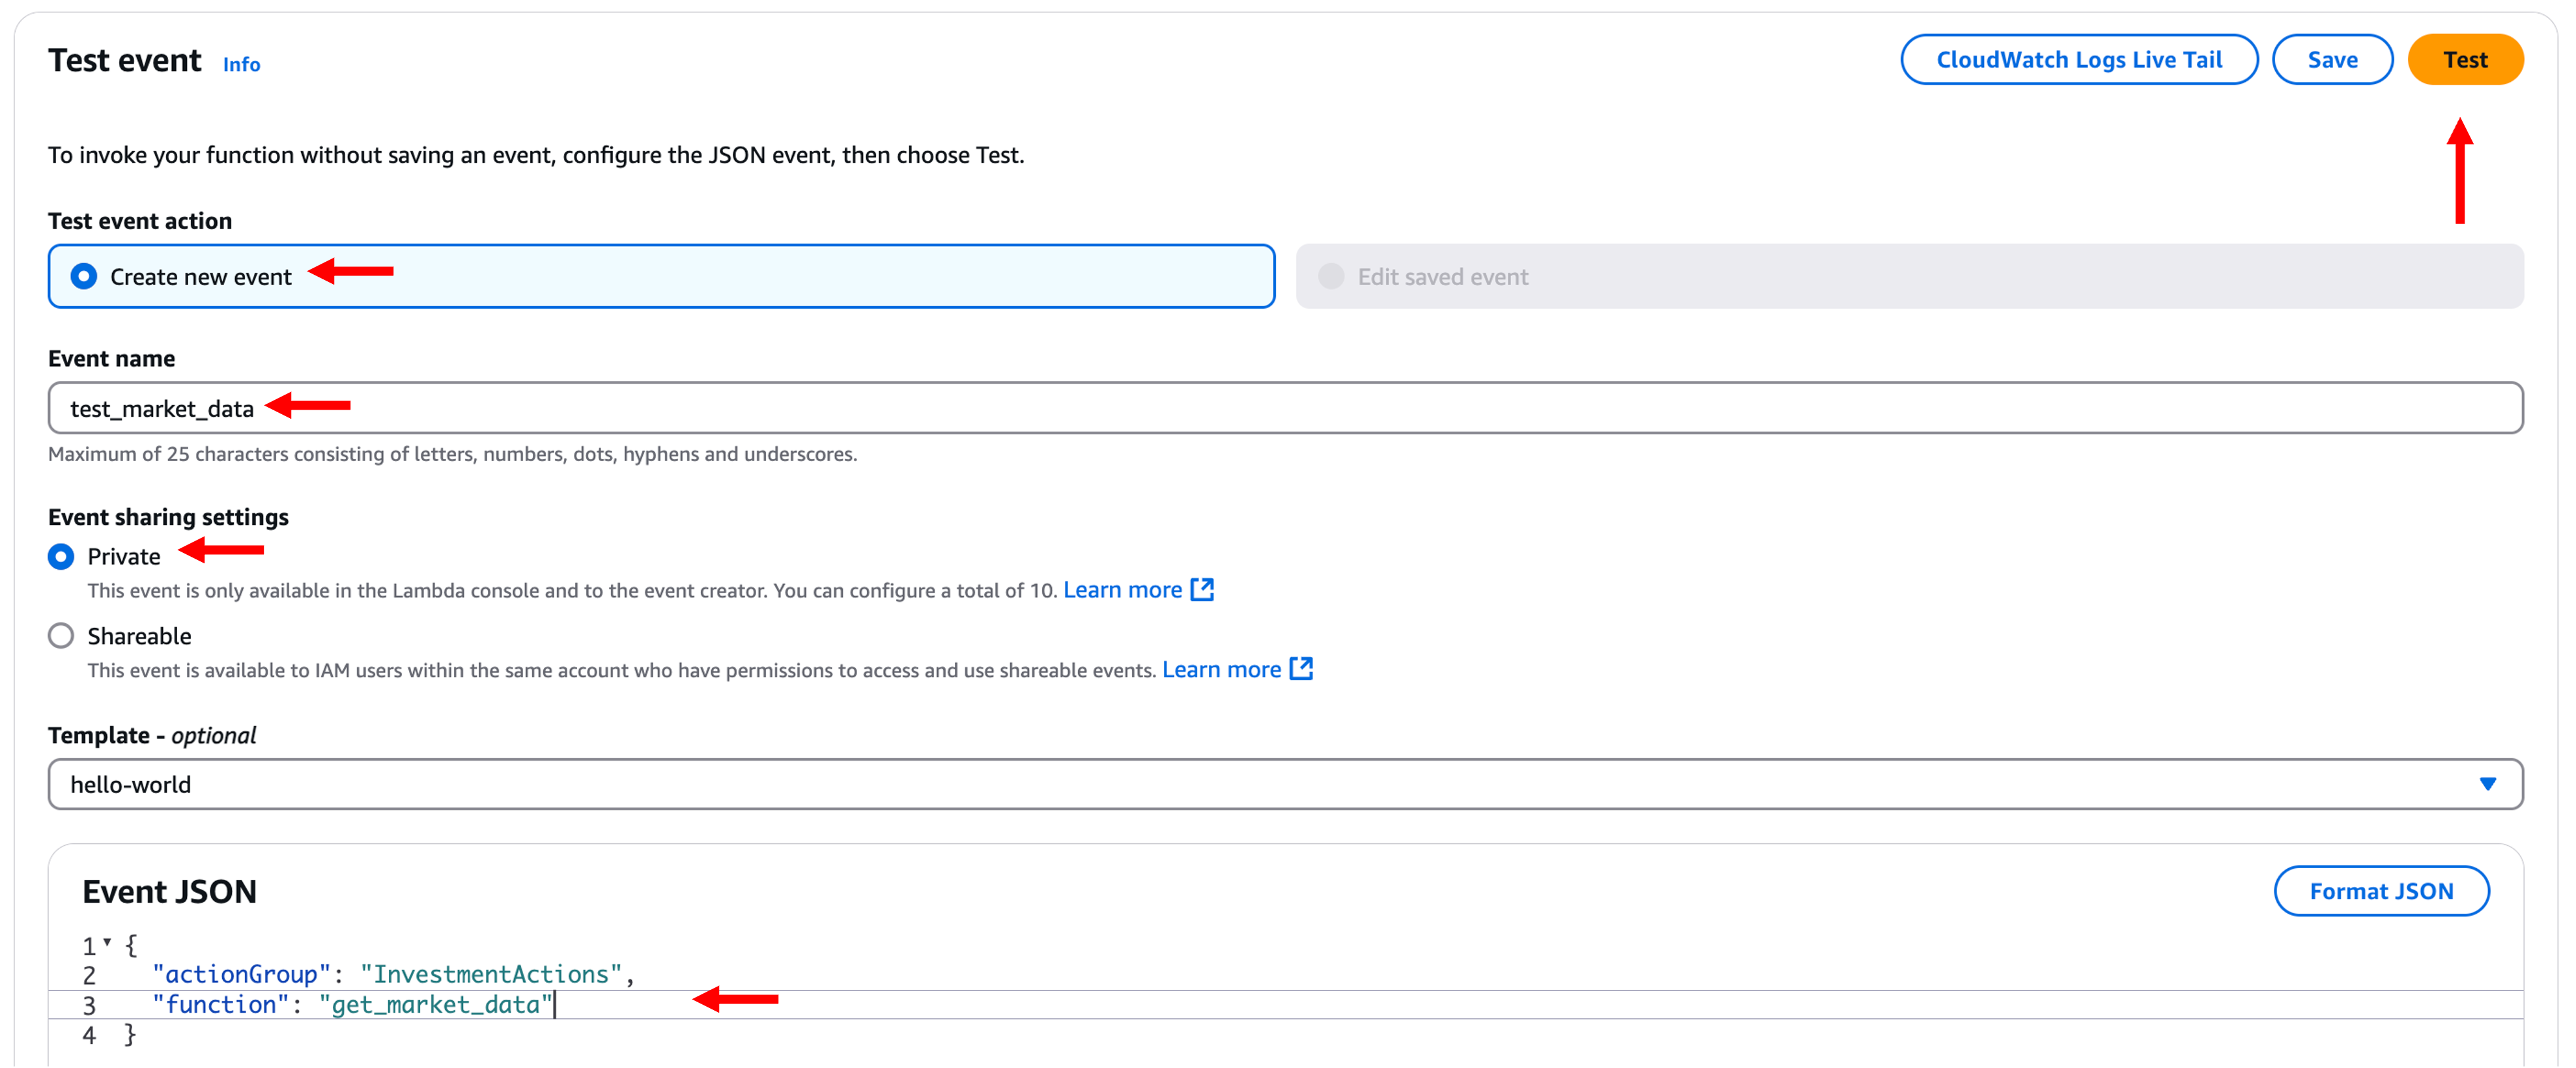 Test event Info CloudWatch Logs Live Tail Save Test
To invoke your function without saving an event, configure the JSON event, then choose Test.
Test event action
Create new event Edit saved event
Event name
test_market_data
Maximum of 25 characters consisting of letters, numbers, dots, hyphens and underscores.
Event sharing settings
Private
This event is only available in the Lambda console and to the event creator. You can configure a total of 10. Learn more
Shareable
This event is available to IAM users within the same account who have permissions to access and use shareable events. Learn more
Template - optional
hello-world
Event JSON Format JSON
1 {
2 "actionGroup": "InvestmentActions",
3 "function": "get_market_data"
4 }